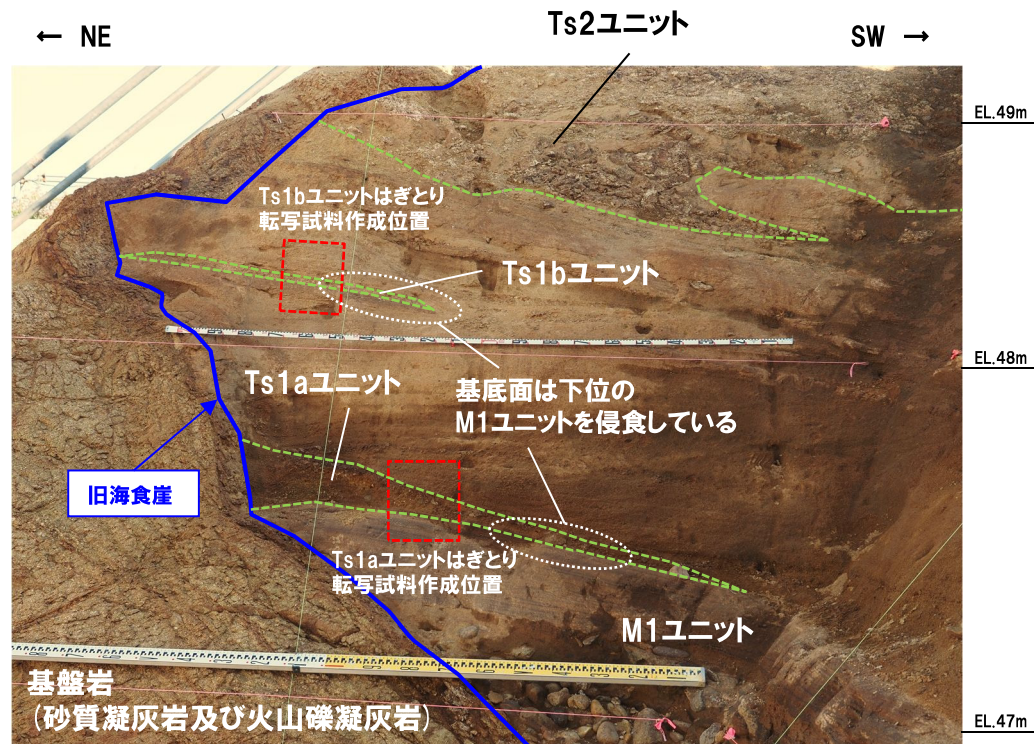 ← NE
Ts2ユニット
SW →
EL.49m
Ts1bユニットはぎとり
転写試料作成位置
Ts1bユニット
EL.48m
Ts1aユニット
基底面は下位の
M1ユニットを侵食している
旧海食崖
Ts1aユニットはぎとり
転写試料作成位置
M1ユニット
基盤岩
(砂質凝灰岩及び火山礫凝灰岩)
EL.47m